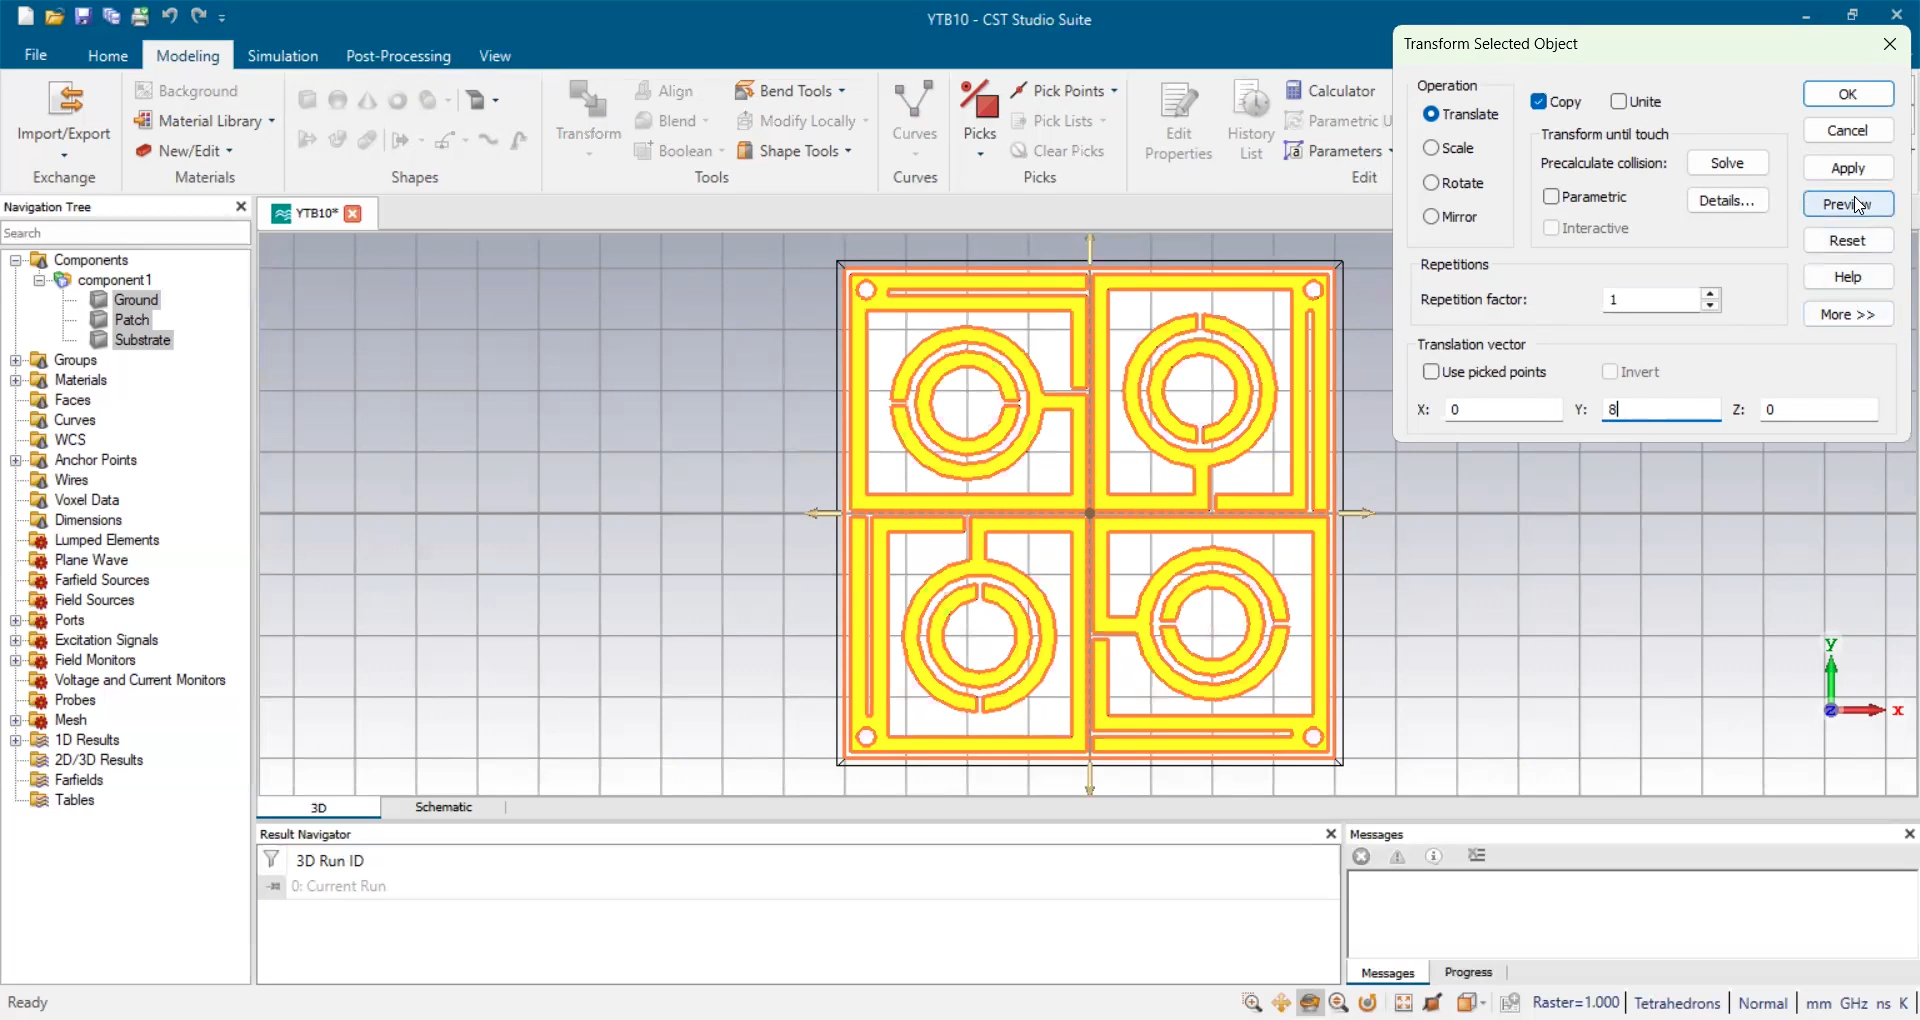 YTB10 - CST Studio Suite
File Home Modeling Simulation Post-Processing View
Import/Export
Exchange
Background
Material Library
New/Edit
Materials
Shapes
Transform
Align
Blend
Boolean
Bend Tools
Modify Locally
Shape Tools
Tools
Curves
Curves
Picks
Pick Points
Pick Lists
Clear Picks
Picks
Edit
Properties
History
List
Calculator
Parametric U
Parameters
Edit
Transform Selected Object
Operation
Translate
Scale
Rotate
Mirror
Copy
Unite
Transform until touch
Precalculate collision:
Solve
Parametric
Details...
Interactive
OK
Cancel
Apply
Preview
Reset
Help
More >>
Repetitions
Repetition factor:
1
Translation vector
Use picked points
Invert
X: 0 Y: 8 Z: 0
Navigation Tree
Search
Components
component1
Ground
Patch
Substrate
Groups
Materials
Faces
Curves
WCS
Anchor Points
Wires
Voxel Data
Dimensions
Lumped Elements
Plane Wave
Farfield Sources
Field Sources
Ports
Excitation Signals
Field Monitors
Voltage and Current Monitors
Probes
Mesh
1D Results
2D/3D Results
Farfields
Tables
YTB10*
y
z
x
3D
Schematic
Result Navigator
3D Run ID
0: Current Run
Messages
Messages
Progress
Ready
Raster=1.000 Tetrahedrons Normal mm GHz ns K